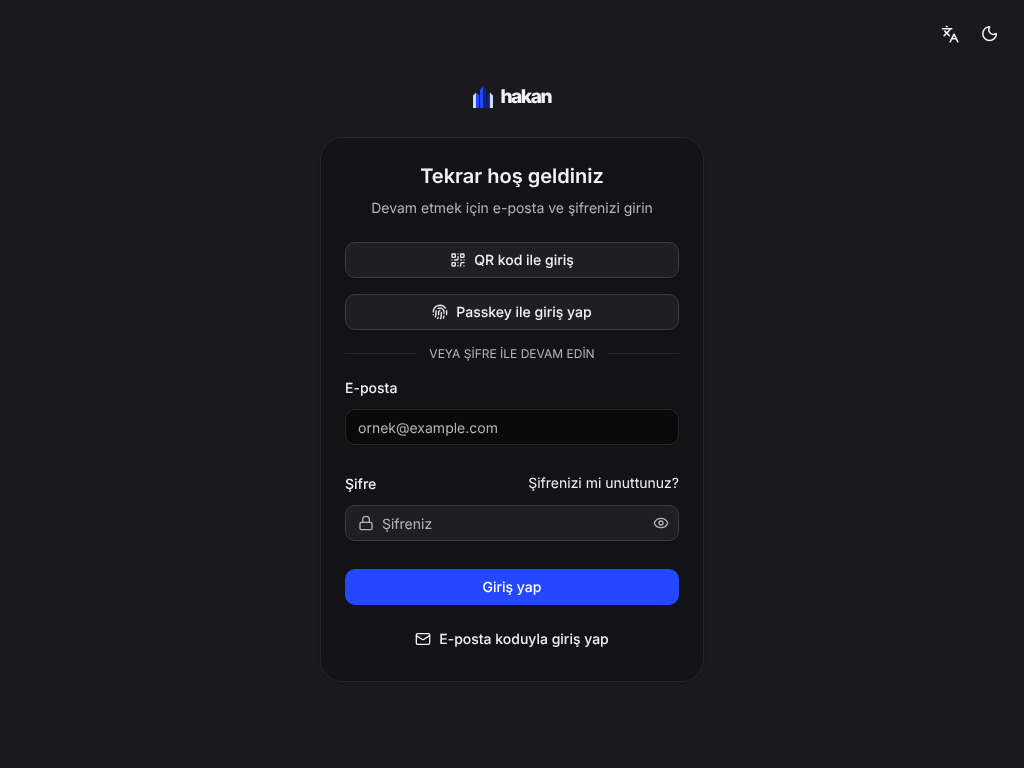 hakan
Tekrar hoş geldiniz
Devam etmek için e-posta ve şifrenizi girin
QR kod ile giriş
Passkey ile giriş yap
VEYA ŞİFRE İLE DEVAM EDİN
E-posta
ornek@example.com
Şifre
Şifrenizi mi unuttunuz?
Şifreniz
Giriş yap
E-posta koduyla giriş yap